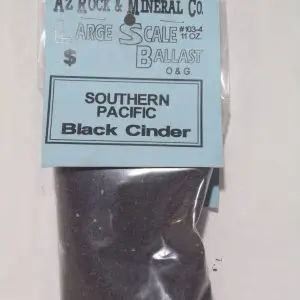 AZ ROCK & MINERAL CO.
LARGE SCALE #103-4
11 OZ.
$ BALLAST
O & G
SOUTHERN
PACIFIC
Black Cinder